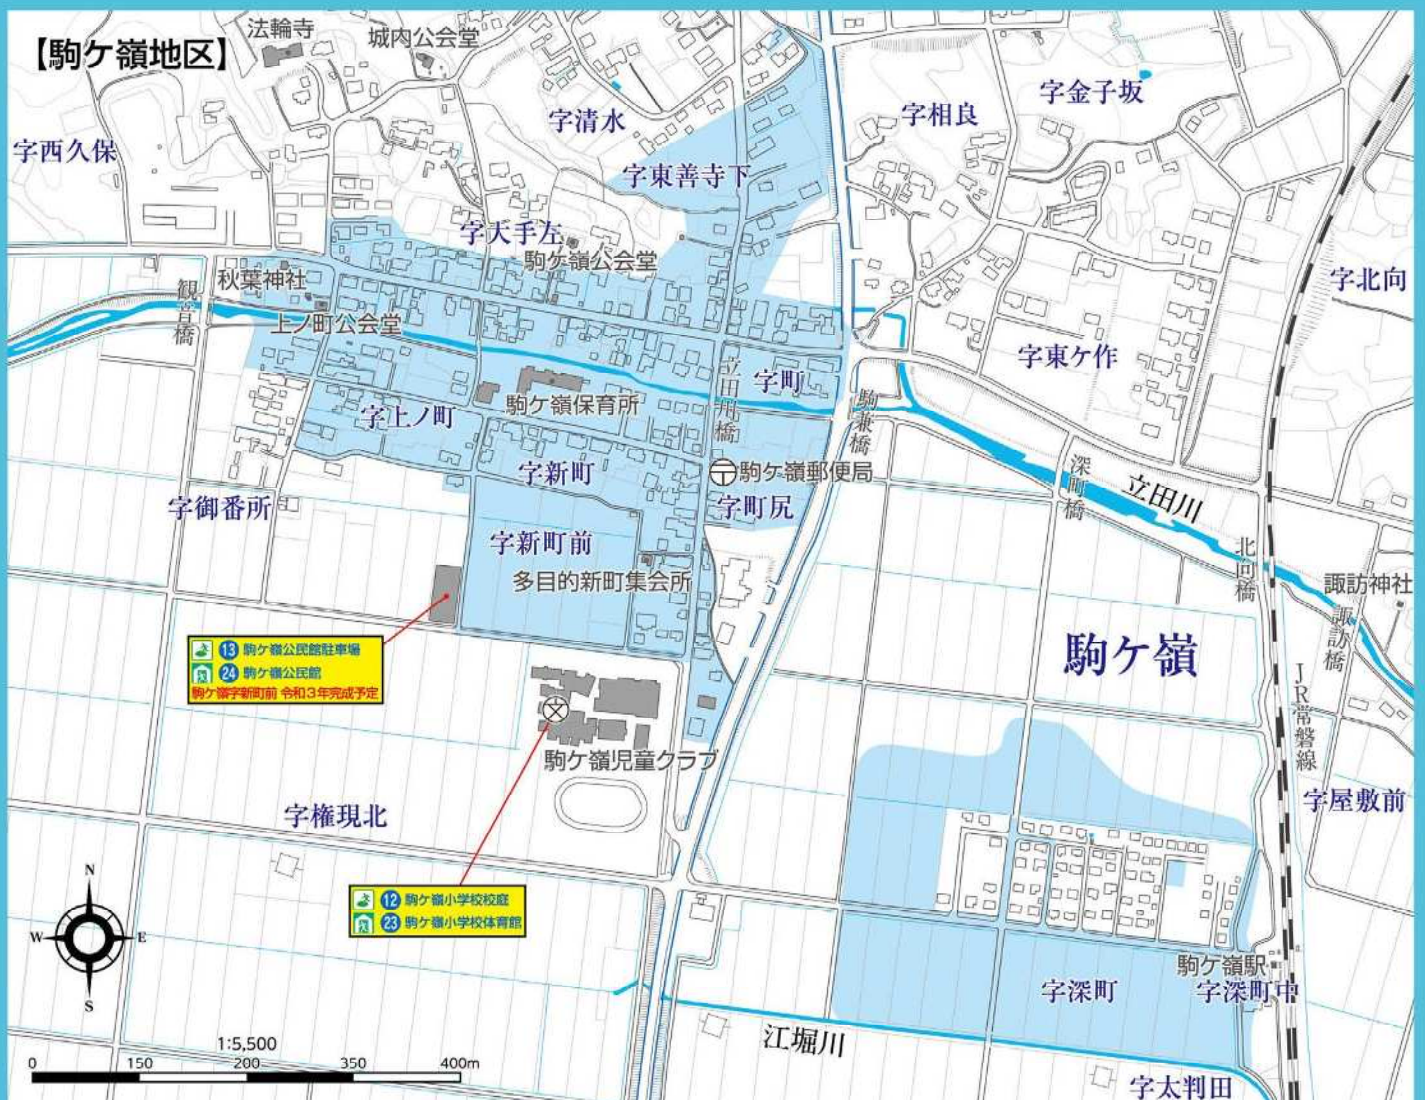 【駒ケ嶺地区】
法輪寺
城内公会堂
字西久保
字清水
字東善寺下
字相良
字金子坂
字天手左
駒ケ嶺公会堂
秋葉神社
観音橋
上ノ町公会堂
字北向
字東ケ作
立田川橋
字町
駒ケ嶺保育所
字上ノ町
駒兼橋
字新町
駒ケ嶺郵便局
字町尻
深町橋
立田川
字御番所
字新町前
多目的新町集会所
北向橋
諏訪神社
諏訪橋
駒ケ嶺
13 駒ケ嶺公民館駐車場
24 駒ケ嶺公民館
駒ケ嶺字新町前 令和3年完成予定
文
駒ケ嶺児童クラブ
JR常磐線
字屋敷前
字権現北
12 駒ケ嶺小学校校庭
23 駒ケ嶺小学校体育館
N
W
E
S
駒ケ嶺駅
字深町
字深町中
江堀川
字太判田
1:5,500
0 150 200 350 400m